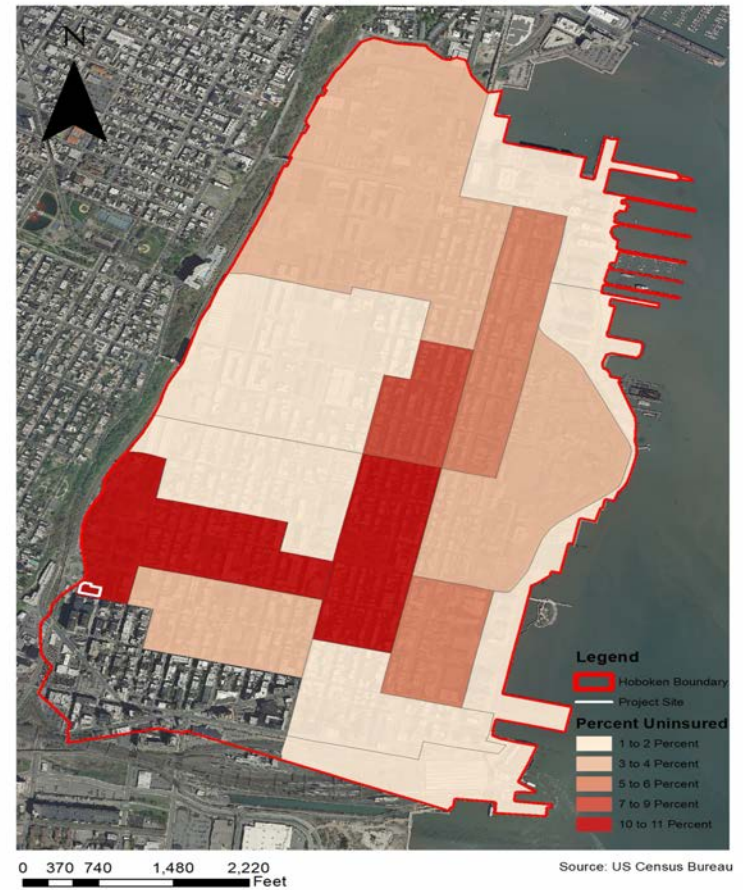 N
Legend
Hoboken Boundary
Project Site
Percent Uninsured
1 to 2 Percent
3 to 4 Percent
5 to 6 Percent
7 to 9 Percent
10 to 11 Percent
0 370 740 1,480 2,220
Feet
Source: US Census Bureau